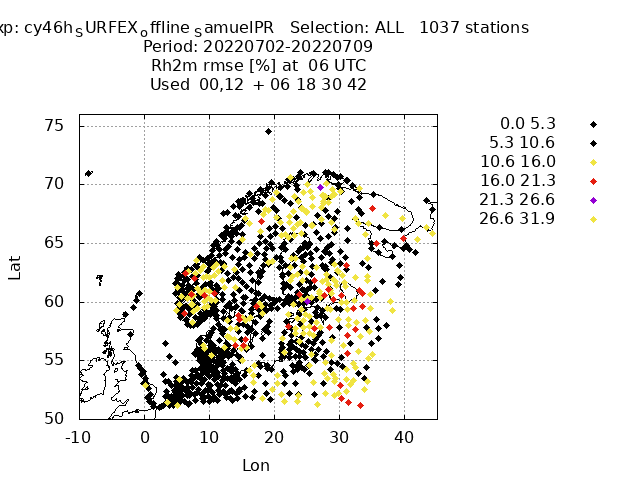 xp: cy46h_SURFEX_offline_SamuelPR Selection: ALL 1037 stations
Period: 20220702-20220709
Rh2m rmse [%] at 06 UTC
Used 00,12 + 06 18 30 42
0.0 5.3
5.3 10.6
10.6 16.0
16.0 21.3
21.3 26.6
26.6 31.9
Lat
75
70
65
60
55
50
-10 0 10 20 30 40
Lon